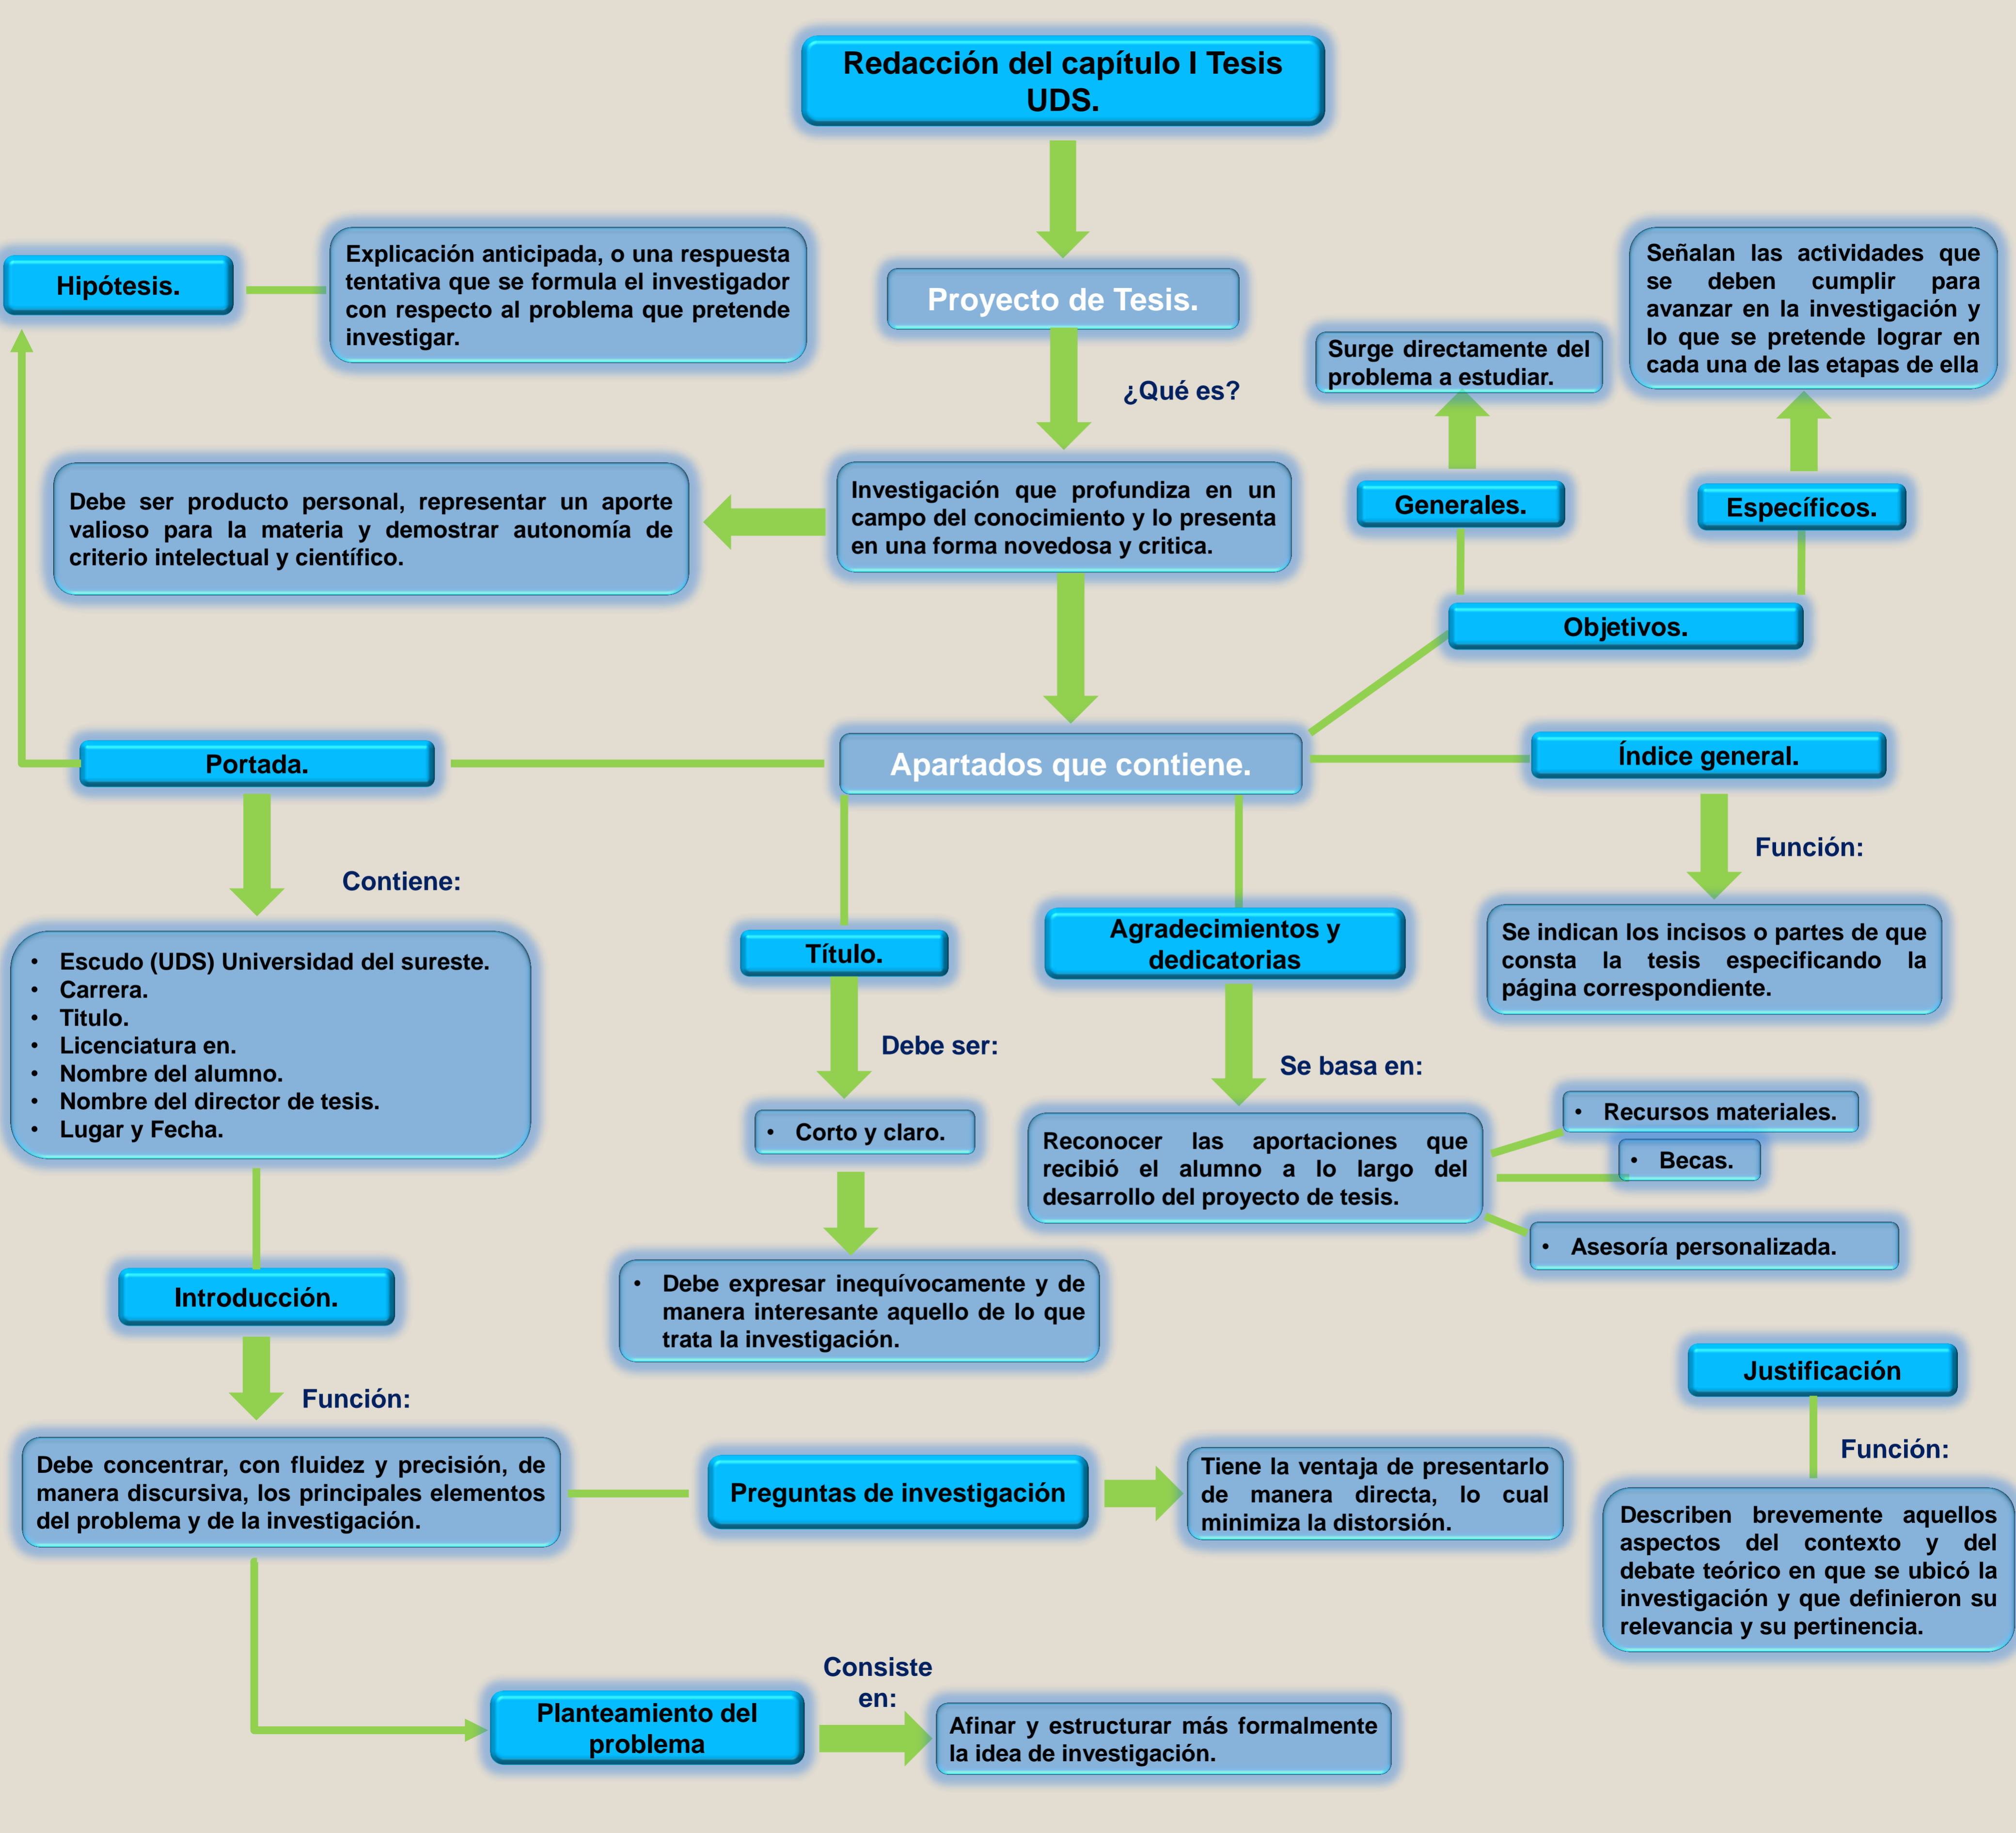 Redacción del capítulo I Tesis
UDS.
Hipótesis.
Explicación anticipada, o una respuesta
tentativa que se formula el investigador
con respecto al problema que pretende
investigar.
Proyecto de Tesis.
Señalan las actividades que
se deben cumplir para
avanzar en la investigación y
lo que se pretende lograr en
cada una de las etapas de ella
Surge directamente del
problema a estudiar.
¿Qué es?
Debe ser producto personal, representar un aporte
valioso para la materia y demostrar autonomía de
criterio intelectual y científico.
Investigación que profundiza en un
campo del conocimiento y lo presenta
en una forma novedosa y critica.
Generales.
Específicos.
Objetivos.
Portada.
Apartados que contiene.
Índice general.
Contiene:
Función:
• Escudo (UDS) Universidad del sureste.
• Carrera.
• Titulo.
• Licenciatura en.
• Nombre del alumno.
• Nombre del director de tesis.
• Lugar y Fecha.
Título.
Agradecimientos y
dedicatorias
Se indican los incisos o partes de que
consta la tesis especificando la
página correspondiente.
Debe ser:
Se basa en:
• Corto y claro.
Reconocer las aportaciones que
recibió el alumno a lo largo del
desarrollo del proyecto de tesis.
• Recursos materiales.
• Becas.
• Asesoría personalizada.
Introducción.
• Debe expresar inequívocamente y de
manera interesante aquello de lo que
trata la investigación.
Justificación
Función:
Función:
Debe concentrar, con fluidez y precisión, de
manera discursiva, los principales elementos
del problema y de la investigación.
Preguntas de investigación
Tiene la ventaja de presentarlo
de manera directa, lo cual
minimiza la distorsión.
Describen brevemente aquellos
aspectos del contexto y del
debate teórico en que se ubicó la
investigación y que definieron su
relevancia y su pertinencia.
Planteamiento del
problema
Consiste
en:
Afinar y estructurar más formalmente
la idea de investigación.